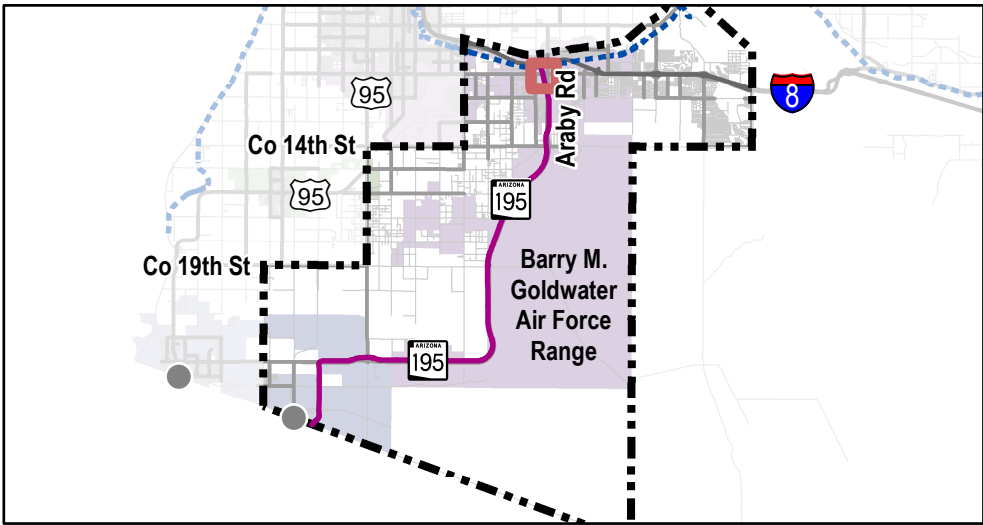 95
8
Araby Rd
Co 14th St
95
ARIZONA
195
Co 19th St
Barry M.
Goldwater
Air Force
Range
ARIZONA
195